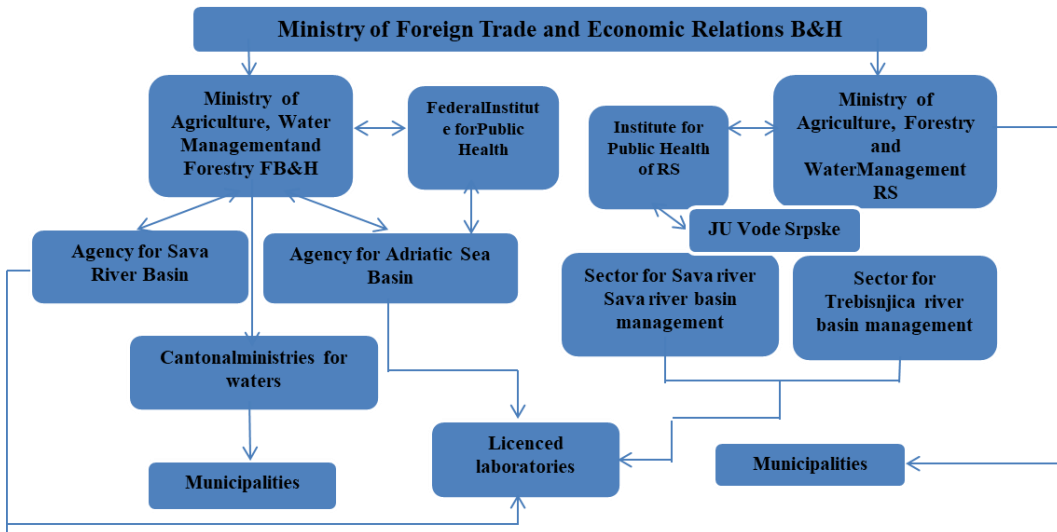 Ministry of Foreign Trade and Economic Relations B&H
Ministry of
Agriculture, Water
Managementand
Forestry FB&H
FederalInstitut
e forPublic
Health
Institute for
Public Health
of RS
Ministry of
Agriculture, Forestry
and
WaterManagement
RS
JU Vode Srpske
Agency for Sava
River Basin
Agency for Adriatic Sea
Basin
Sector for Sava river
Sava river basin
management
Sector for
Trebisnjica river
basin management
Cantonalministries for
waters
Licenced
laboratories
Municipalities
Municipalities